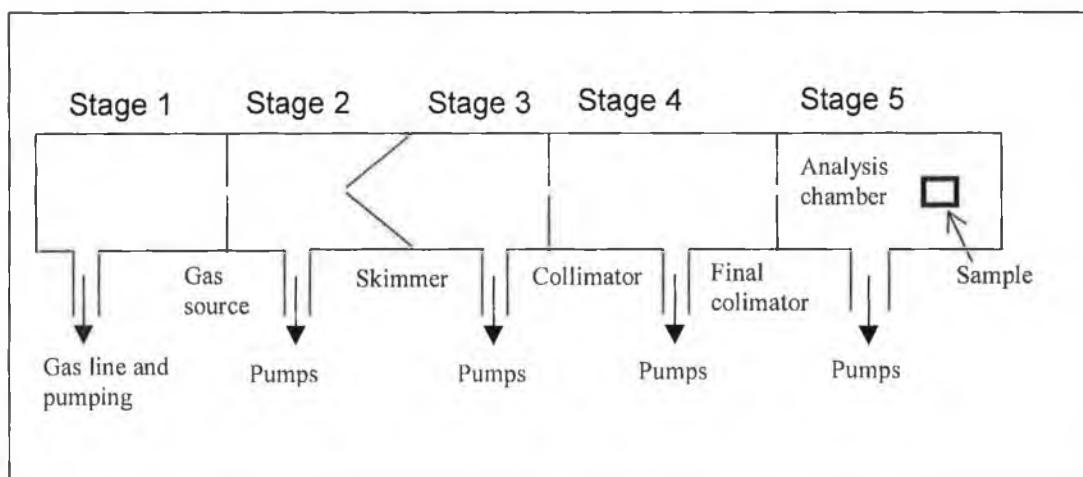 Stage 1
Stage 2
Stage 3
Stage 4
Stage 5
Analysis
chamber
Gas
source
Skimmer
Collimator
Final
colimator
Sample
Gas line and
pumping
Pumps
Pumps
Pumps
Pumps